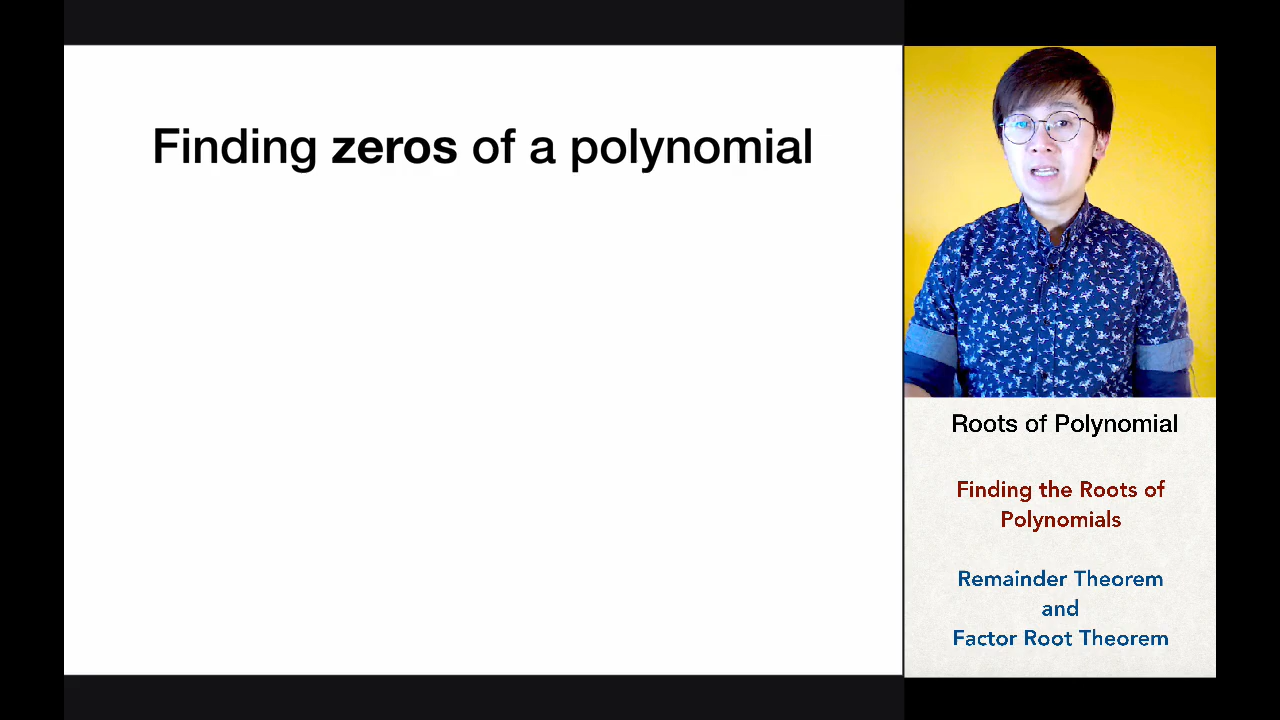 Finding zeros of a polynomial
Roots of Polynomial
Finding the Roots of
Polynomials
Remainder Theorem
and
Factor Root Theorem